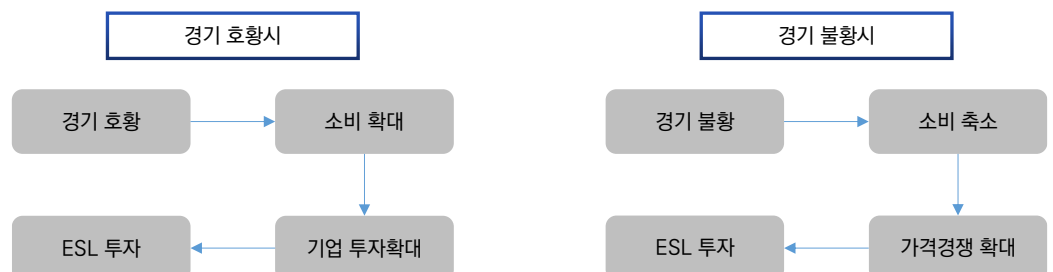 경기 호황시
경기 호황
소비 확대
기업 투자확대
ESL 투자
경기 불황시
경기 불황
소비 축소
가격경쟁 확대
ESL 투자